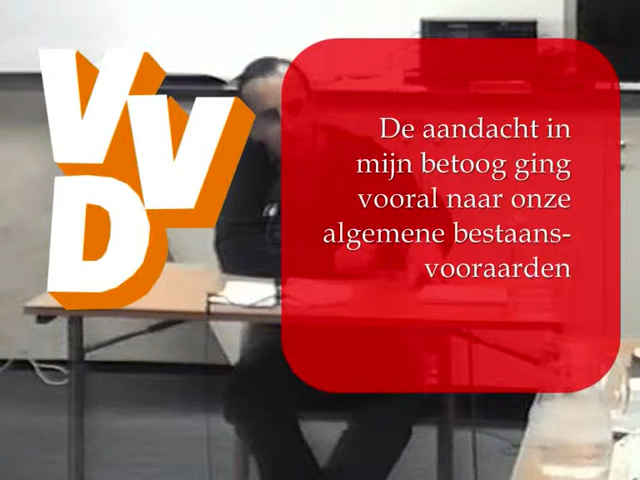 VVD
De aandacht in
mijn betoog ging
vooral naar onze
algemene bestaans-
vooraarden